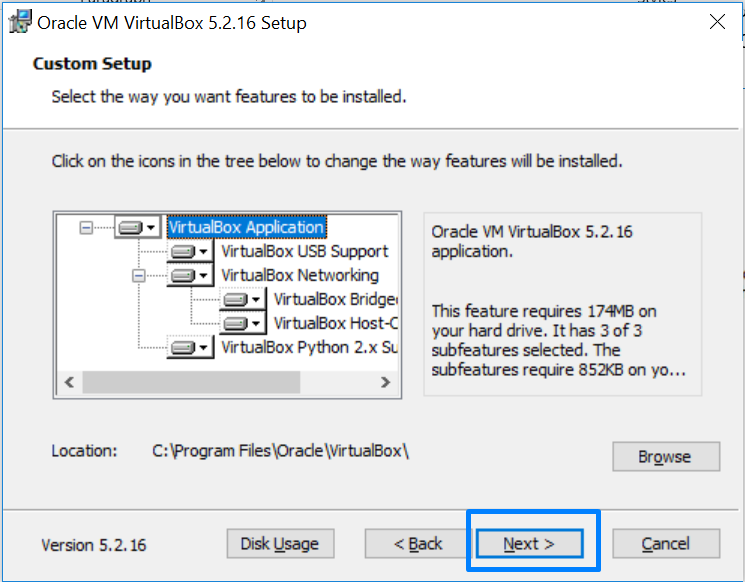 Oracle VM VirtualBox 5.2.16 Setup
Custom Setup
Select the way you want features to be installed.
Click on the icons in the tree below to change the way features will be installed.
VirtualBox Application
VirtualBox USB Support
VirtualBox Networking
VirtualBox Bridge
VirtualBox Host-C
VirtualBox Python 2.x Su
Oracle VM VirtualBox 5.2.16
application.
This feature requires 174MB on
your hard drive. It has 3 of 3
subfeatures selected. The
subfeatures require 852KB on yo...
Location: C:\Program Files\Oracle\VirtualBox\
Browse
Version 5.2.16
Disk Usage
< Back
Next >
Cancel